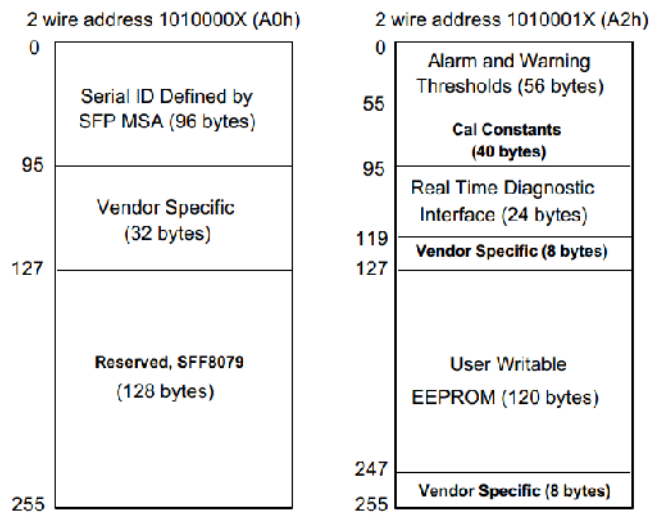 2 wire address 1010000X (A0h)
0
Serial ID Defined by
SFP MSA (96 bytes)
95
Vendor Specific
(32 bytes)
127
Reserved, SFF8079
(128 bytes)
255
2 wire address 1010001X (A2h)
0
Alarm and Warning
Thresholds (56 bytes)
55
Cal Constants
(40 bytes)
95
Real Time Diagnostic
Interface (24 bytes)
119
Vendor Specific (8 bytes)
127
User Writable
EEPROM (120 bytes)
247
Vendor Specific (8 bytes)
255